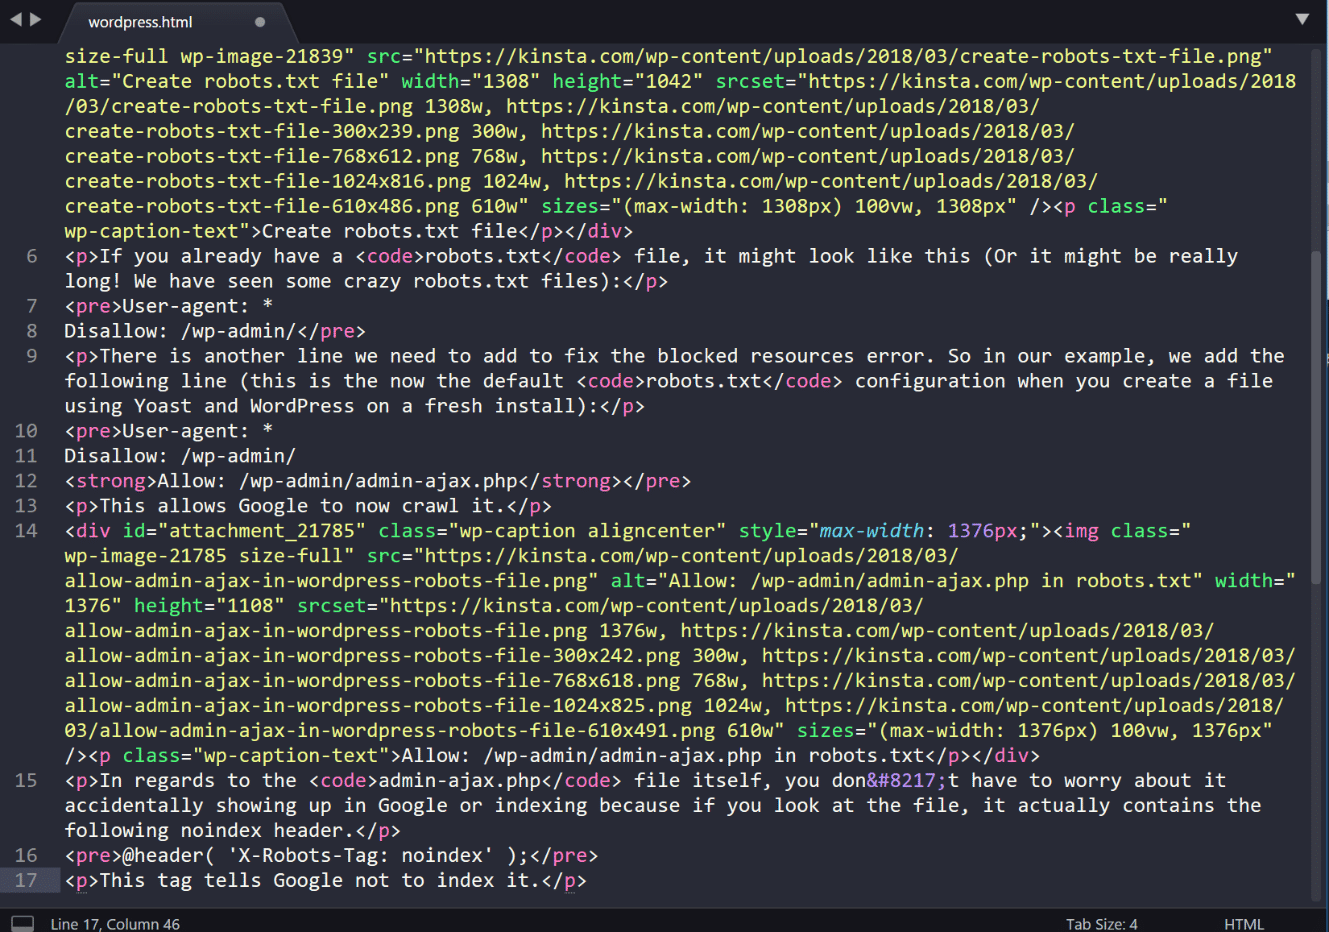 wordpress.html
size-full wp-image-21839" src="https://kinsta.com/wp-content/uploads/2018/03/create-robots-txt-file.png"
alt="Create robots.txt file" width="1308" height="1042" srcset="https://kinsta.com/wp-content/uploads/2018
/03/create-robots-txt-file.png 1308w, https://kinsta.com/wp-content/uploads/2018/03/
create-robots-txt-file-300x239.png 300w, https://kinsta.com/wp-content/uploads/2018/03/
create-robots-txt-file-768x612.png 768w, https://kinsta.com/wp-content/uploads/2018/03/
create-robots-txt-file-1024x816.png 1024w, https://kinsta.com/wp-content/uploads/2018/03/
create-robots-txt-file-610x486.png 610w" sizes="(max-width: 1308px) 100vw, 1308px" /><p class="
wp-caption-text">Create robots.txt file</p></div>
6 <p>If you already have a <code>robots.txt</code> file, it might look like this (Or it might be really
long! We have seen some crazy robots.txt files):</p>
7 <pre>User-agent: *
8 Disallow: /wp-admin/</pre>
9 <p>There is another line we need to add to fix the blocked resources error. So in our example, we add the
following line (this is the now the default <code>robots.txt</code> configuration when you create a file
using Yoast and WordPress on a fresh install):</p>
10 <pre>User-agent: *
11 Disallow: /wp-admin/
12 <strong>Allow: /wp-admin/admin-ajax.php</strong></pre>
13 <p>This allows Google to now crawl it.</p>
14 <div id="attachment_21785" class="wp-caption aligncenter" style="max-width: 1376px;"><img class="
wp-image-21785 size-full" src="https://kinsta.com/wp-content/uploads/2018/03/
allow-admin-ajax-in-wordpress-robots-file.png" alt="Allow: /wp-admin/admin-ajax.php in robots.txt" width="
1376" height="1108" srcset="https://kinsta.com/wp-content/uploads/2018/03/
allow-admin-ajax-in-wordpress-robots-file.png 1376w, https://kinsta.com/wp-content/uploads/2018/03/
allow-admin-ajax-in-wordpress-robots-file-300x242.png 300w, https://kinsta.com/wp-content/uploads/2018/03/
allow-admin-ajax-in-wordpress-robots-file-768x618.png 768w, https://kinsta.com/wp-content/uploads/2018/03/
allow-admin-ajax-in-wordpress-robots-file-1024x825.png 1024w, https://kinsta.com/wp-content/uploads/2018/
03/allow-admin-ajax-in-wordpress-robots-file-610x491.png 610w" sizes="(max-width: 1376px) 100vw, 1376px"
/><p class="wp-caption-text">Allow: /wp-admin/admin-ajax.php in robots.txt</p></div>
15 <p>In regards to the <code>admin-ajax.php</code> file itself, you don&#8217;t have to worry about it
accidentally showing up in Google or indexing because if you look at the file, it actually contains the
following noindex header.</p>
16 <pre>@header( 'X-Robots-Tag: noindex' );</pre>
17 <p>This tag tells Google not to index it.</p>
Line 17, Column 46 Tab Size: 4 HTML